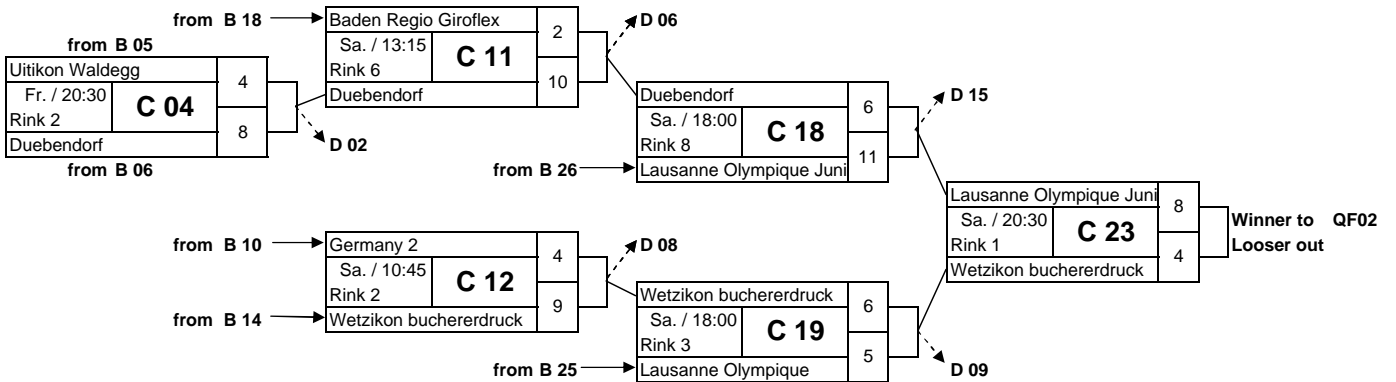 from B 18
Baden Regio Giroflex
2
D 06
from B 05
Sa. / 13:15
C 11
Rink 6
10
Duebendorf
Uitikon Waldegg
4
Fr. / 20:30
C 04
Rink 2
8
Duebendorf
D 02
from B 06
Duebendorf
6
D 15
Sa. / 18:00
C 18
Rink 8
11
from B 26
Lausanne Olympique Juni
Lausanne Olympique Juni
8
Sa. / 20:30
C 23
Rink 1
4
Wetzikon buchererdruck
Winner to QF02
Looser out
from B 10
Germany 2
4
D 08
Sa. / 10:45
C 12
Rink 2
9
from B 14
Wetzikon buchererdruck
Wetzikon buchererdruck
6
Sa. / 18:00
C 19
Rink 3
5
from B 25
Lausanne Olympique
D 09